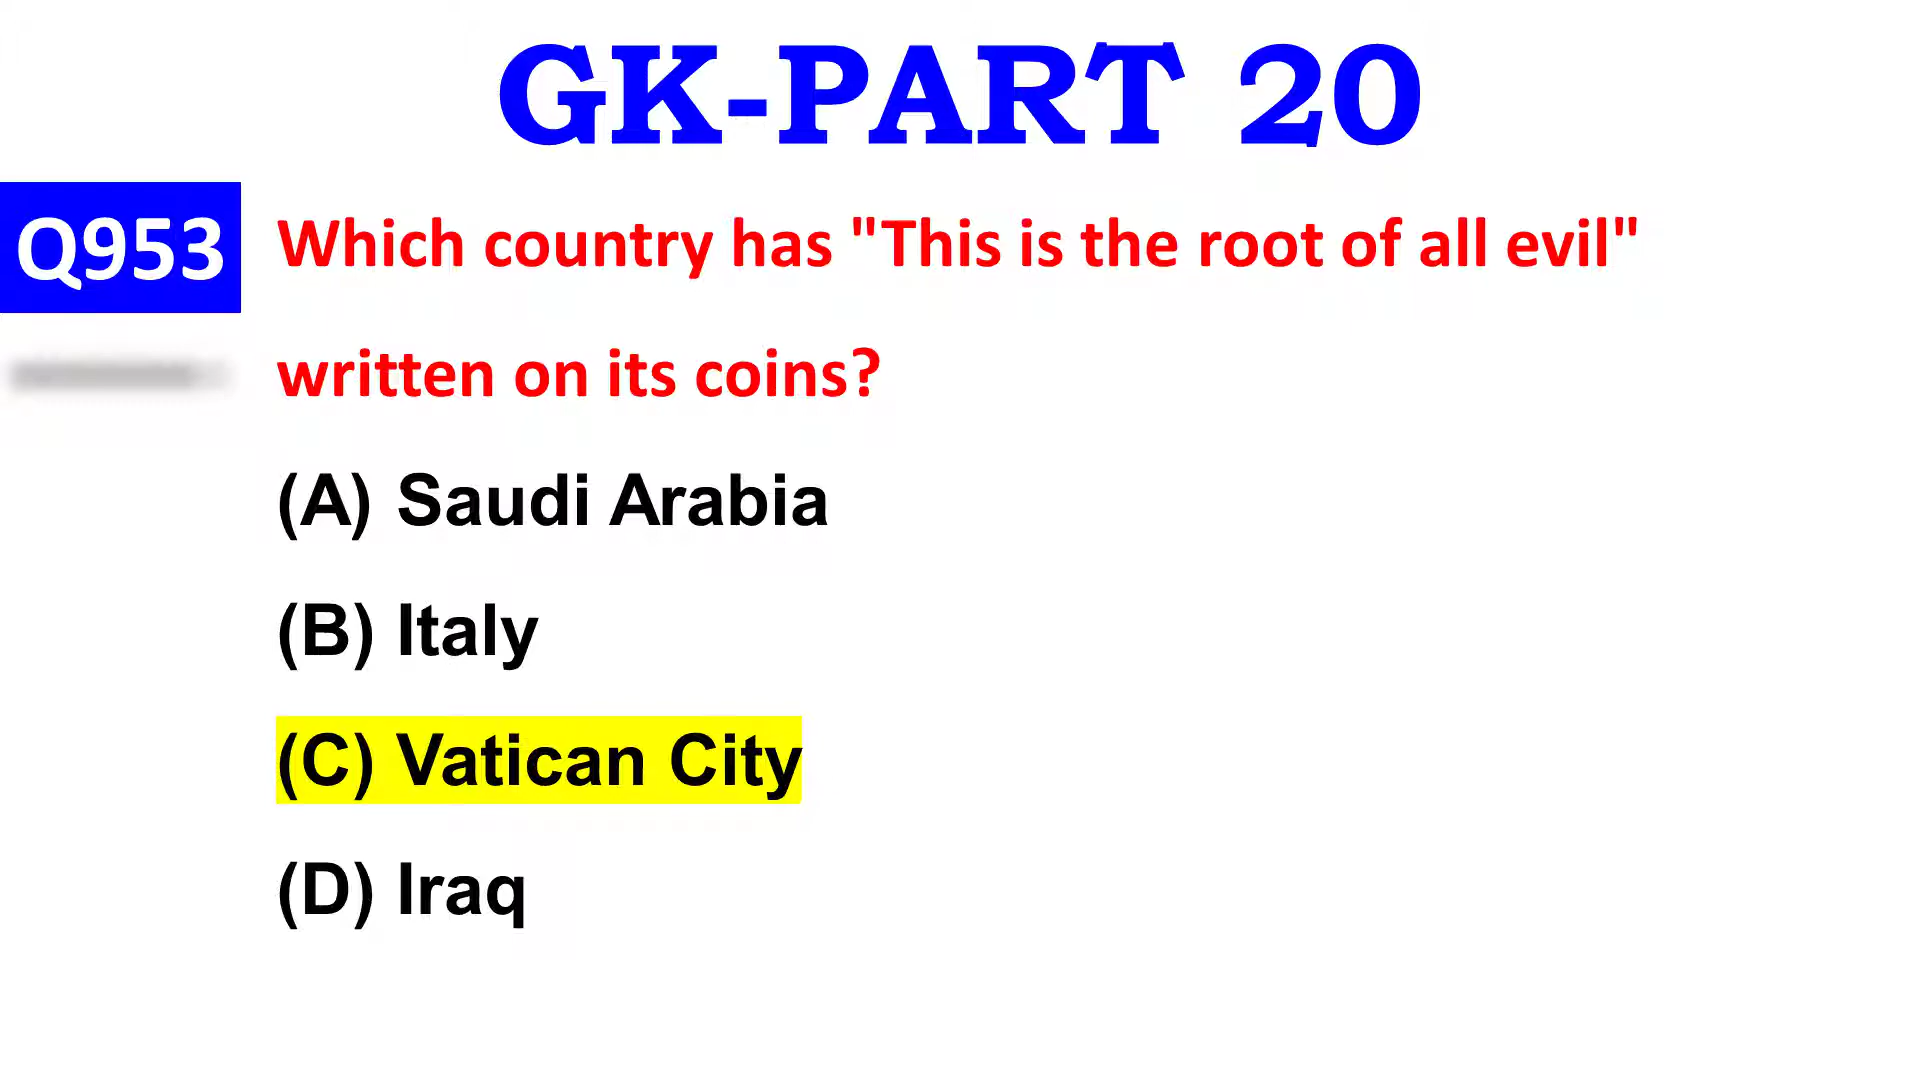 GK-PART 20
Q953 Which country has "This is the root of all evil"
written on its coins?
(A) Saudi Arabia
(B) Italy
(C) Vatican City
(D) Iraq